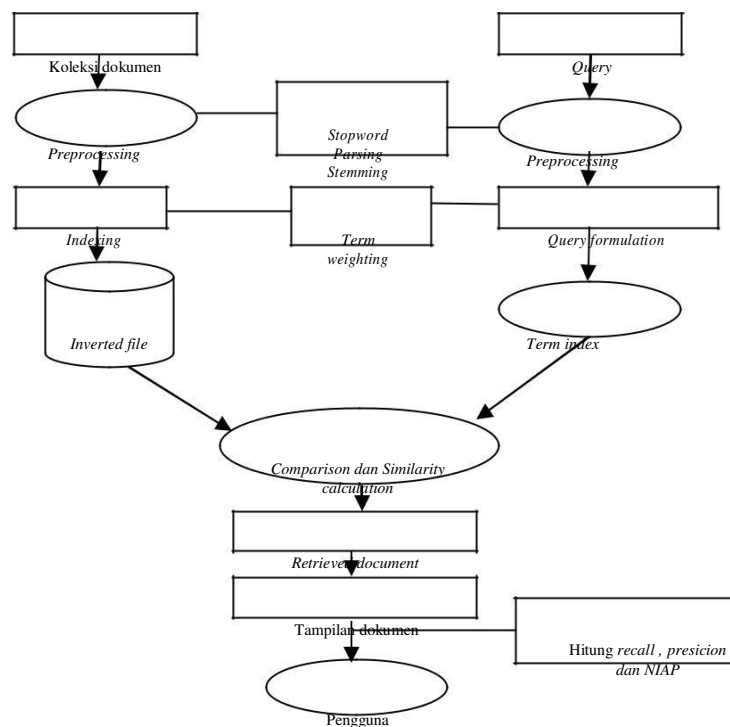 Koleksi dokumen
Query
Stopword
Parsing
Stemming
Preprocessing
Preprocessing
Indexing
Term
weighting
Query formulation
Inverted file
Term index
Comparison dan Similarity
calculation
Retrieved document
Tampilan dokumen
Hitung recall , presicion
dan NIAP
Pengguna